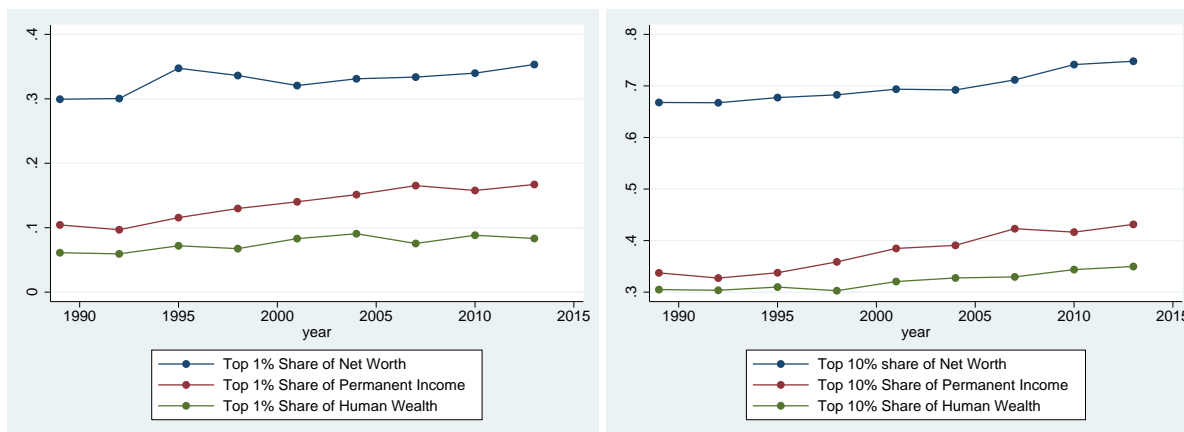 .4
.3
.2
.1
0
1990 1995 2000 2005 2010 2015
year
Top 1% Share of Net Worth
Top 1% Share of Permanent Income
Top 1% Share of Human Wealth
.8
.7
.6
.5
.4
.3
1990 1995 2000 2005 2010 2015
year
Top 10% share of Net Worth
Top 10% Share of Permanent Income
Top 10% Share of Human Wealth